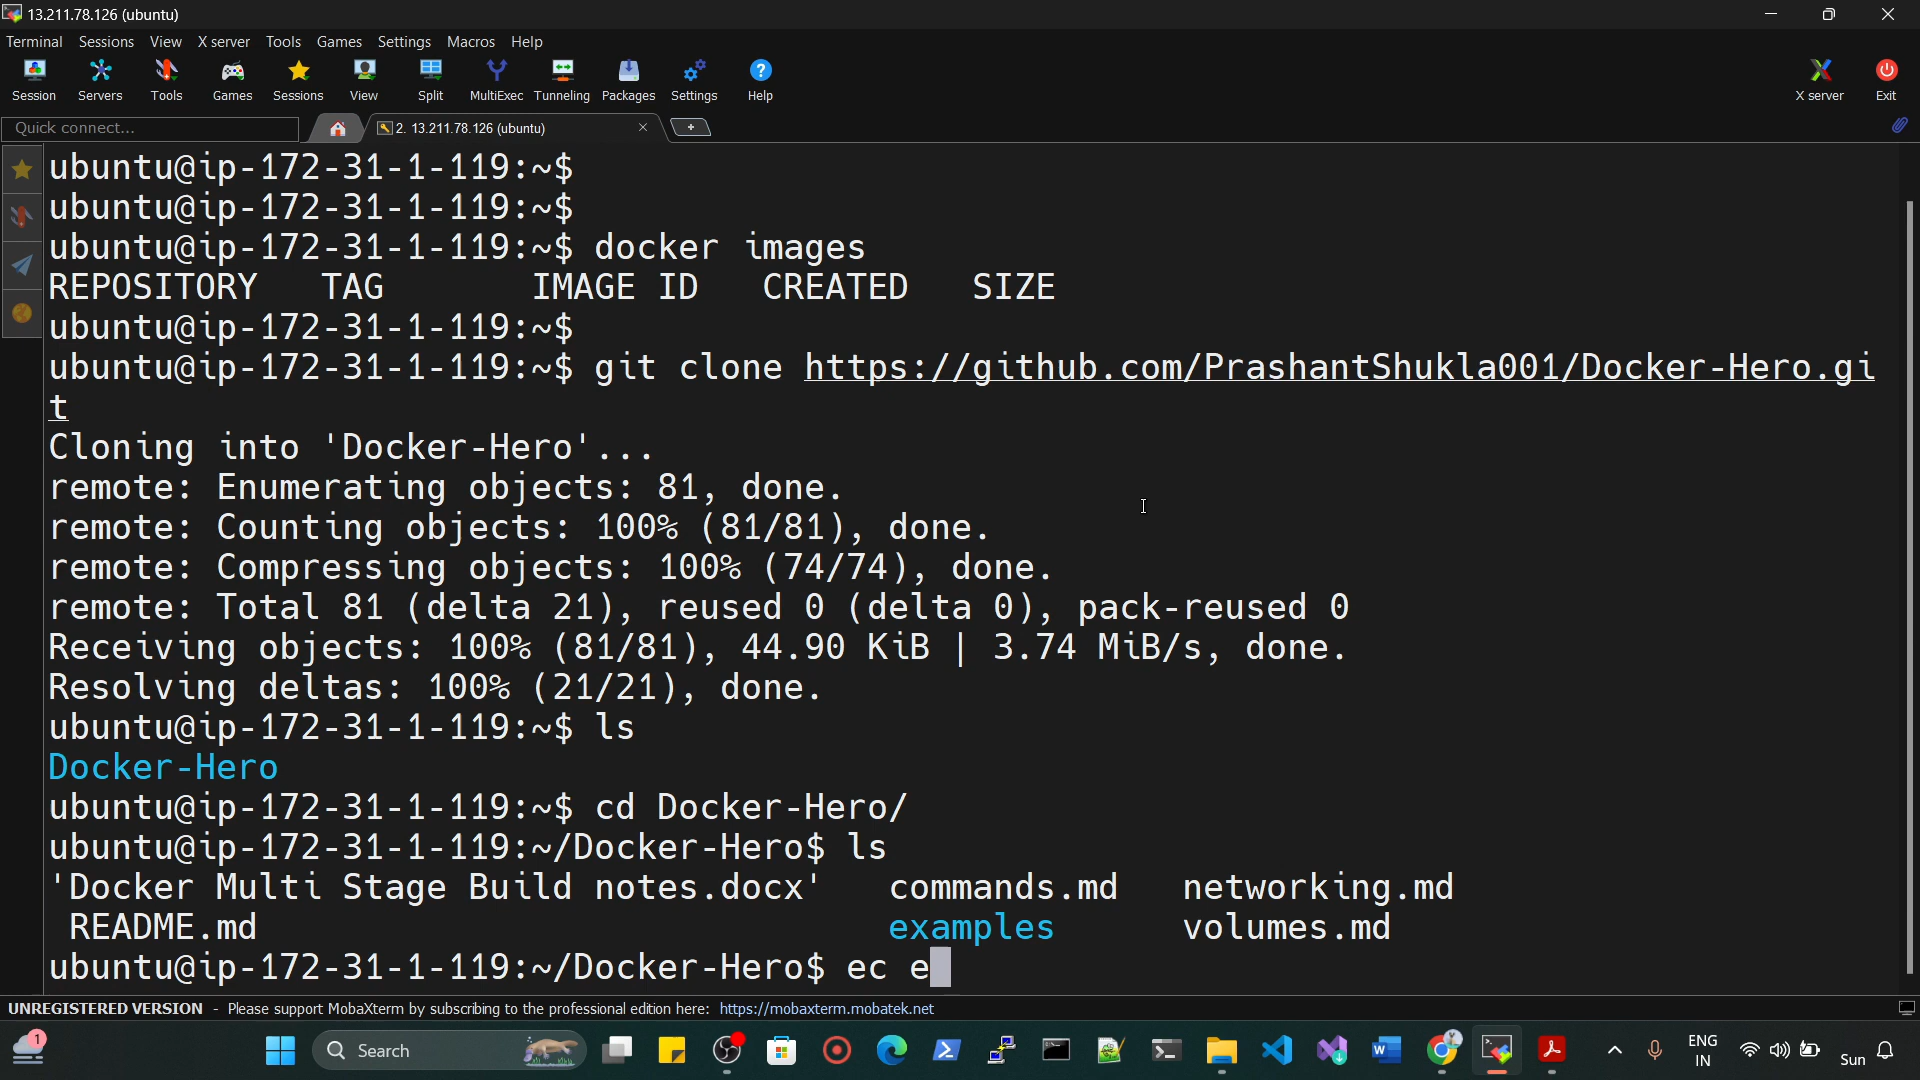 13.211.78.126 (ubuntu)
Terminal Sessions View X server Tools Games Settings Macros Help
Session Servers Tools Games Sessions View Split MultiExec Tunneling Packages Settings Help X server Exit
Quick connect... 2. 13.211.78.126 (ubuntu)
ubuntu@ip-172-31-1-119:~$
ubuntu@ip-172-31-1-119:~$
ubuntu@ip-172-31-1-119:~$ docker images
REPOSITORY TAG IMAGE ID CREATED SIZE
ubuntu@ip-172-31-1-119:~$
ubuntu@ip-172-31-1-119:~$ git clone https://github.com/PrashantShukla001/Docker-Hero.gi
t
Cloning into 'Docker-Hero'...
remote: Enumerating objects: 81, done.
remote: Counting objects: 100% (81/81), done.
remote: Compressing objects: 100% (74/74), done.
remote: Total 81 (delta 21), reused 0 (delta 0), pack-reused 0
Receiving objects: 100% (81/81), 44.90 KiB | 3.74 MiB/s, done.
Resolving deltas: 100% (21/21), done.
ubuntu@ip-172-31-1-119:~$ ls
Docker-Hero
ubuntu@ip-172-31-1-119:~$ cd Docker-Hero/
ubuntu@ip-172-31-1-119:~/Docker-Hero$ ls
'Docker Multi Stage Build notes.docx' commands.md networking.md
README.md examples volumes.md
ubuntu@ip-172-31-1-119:~/Docker-Hero$ ec e
UNREGISTERED VERSION - Please support MobaXterm by subscribing to the professional edition here: https://mobaxterm.mobatek.net
1 Search ENG
IN Sun